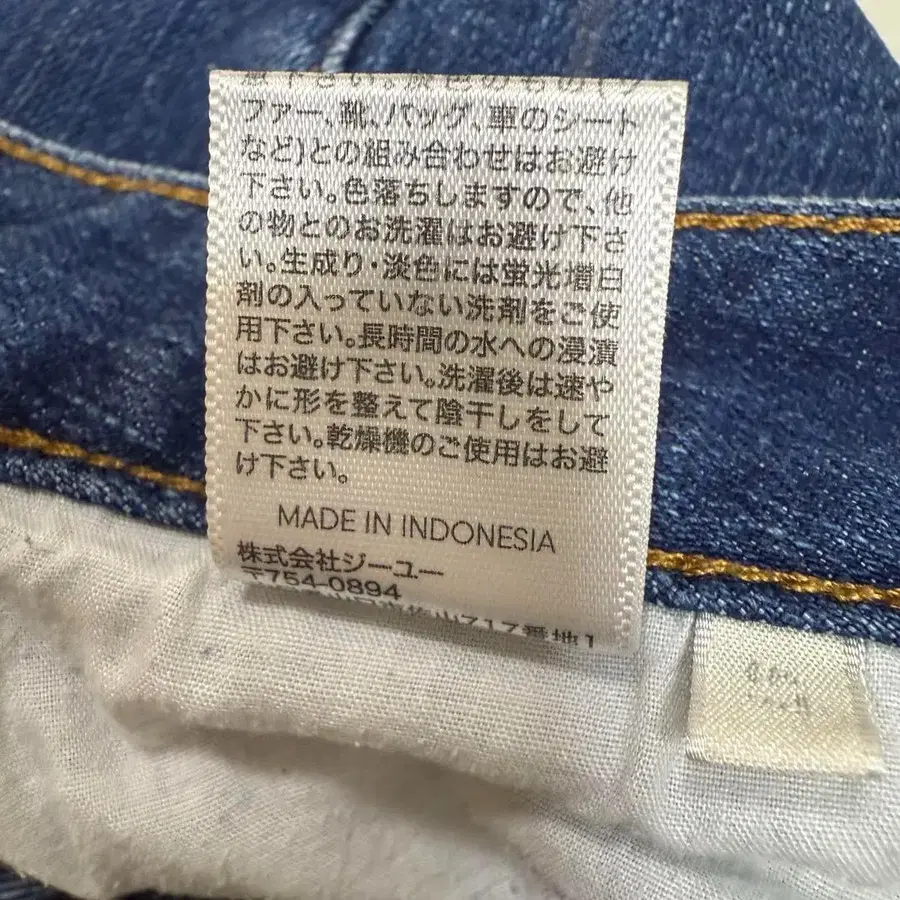 ファー、靴、バッグ、車のシート
など)との組み合わせはお避け
下さい。色落ちしますので、他
の物とのお洗濯はお避け下さ
い。生成り・淡色には蛍光増白
剤の入っていない洗剤をご使
用下さい。長時間の水への浸漬
はお避け下さい。洗濯後は速や
かに形を整えて陰干しをして
下さい。乾燥機のご使用はお避
け下さい。
MADE IN INDONESIA
株式会社ジーユー
〒754-0894
717番地1